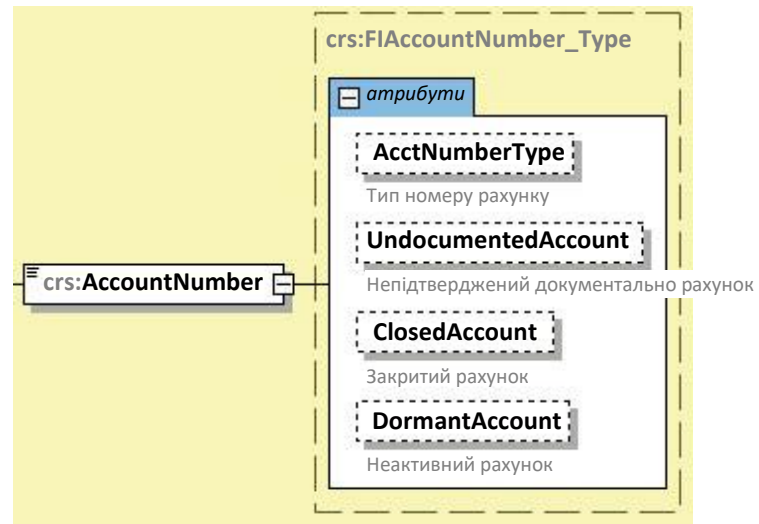 crs:FIAccountNumber_Type
атрибути
AcctNumberType
Тип номеру рахунку
UndocumentedAccount
crs:AccountNumber
Непідтверджений документально рахунок
ClosedAccount
Закритий рахунок
DormantAccount
Неактивний рахунок